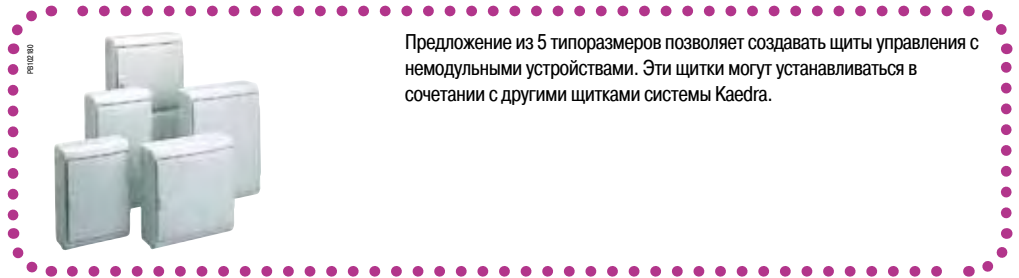 PB102180
Предложение из 5 типоразмеров позволяет создавать щиты управления с
немодульными устройствами. Эти щитки могут устанавливаться в
сочетании с другими щитками системы Kaedra.